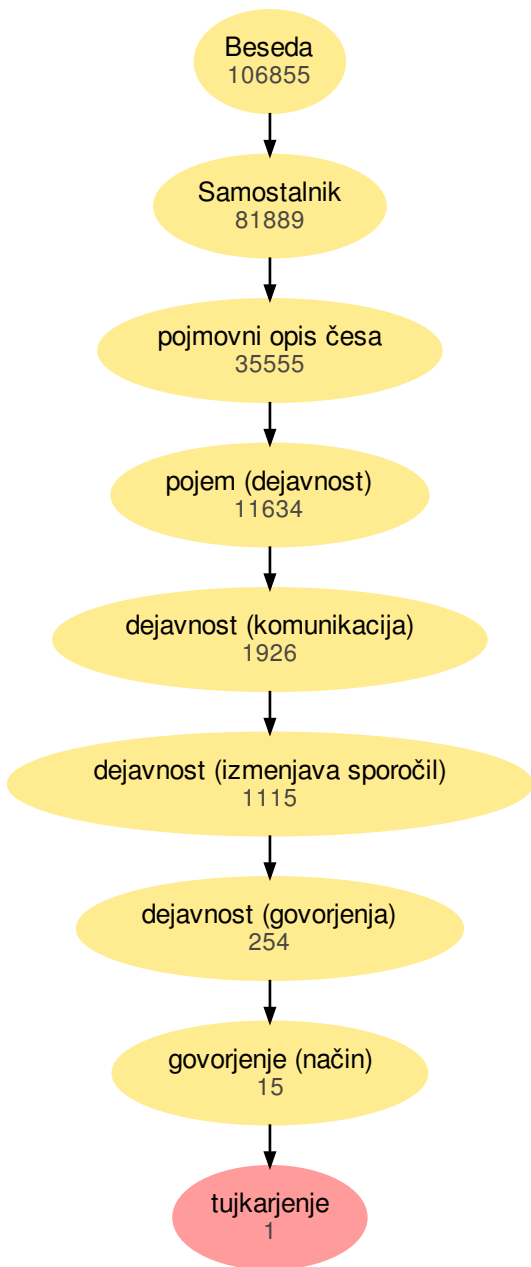 Beseda
106855
Samostalnik
81889
pojmovni opis česa
35555
pojem (dejavnost)
11634
dejavnost (komunikacija)
1926
dejavnost (izmenjava sporočil)
1115
dejavnost (govorjenja)
254
govorjenje (način)
15
tujkarjenje
1